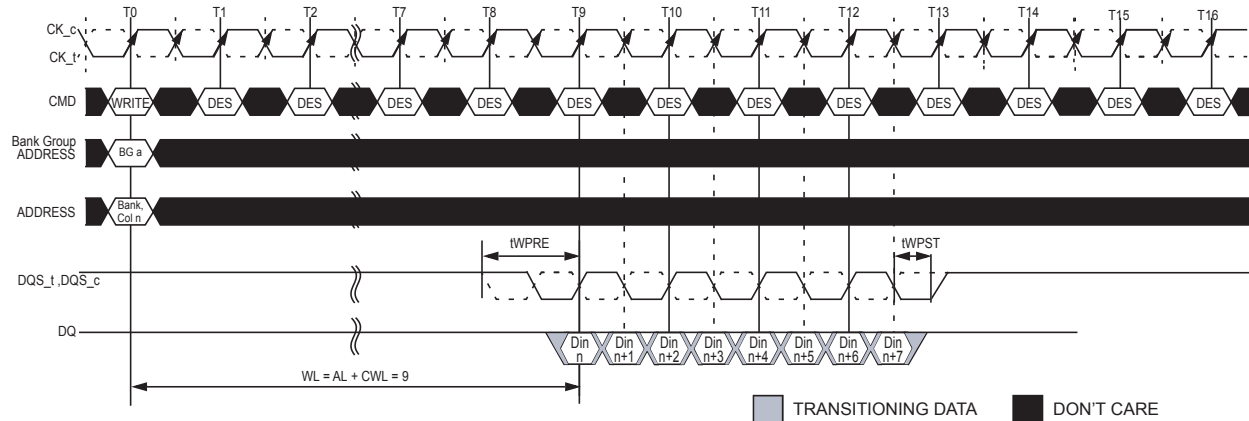 T0 T1 T2 T7 T8 T9 T10 T11 T12 T13 T14 T15 T16
CK_c
CK_t
CMD WRITE DES DES DES DES DES DES DES DES DES DES DES DES
Bank Group
ADDRESS
BG a
ADDRESS
Bank,
Col n
tWPRE
tWPST
DQS_t ,DQS_c
DQ
Din
n
Din
n+1
Din
n+2
Din
n+3
Din
n+4
Din
n+5
Din
n+6
Din
n+7
WL = AL + CWL = 9
TRANSITIONING DATA
DON'T CARE